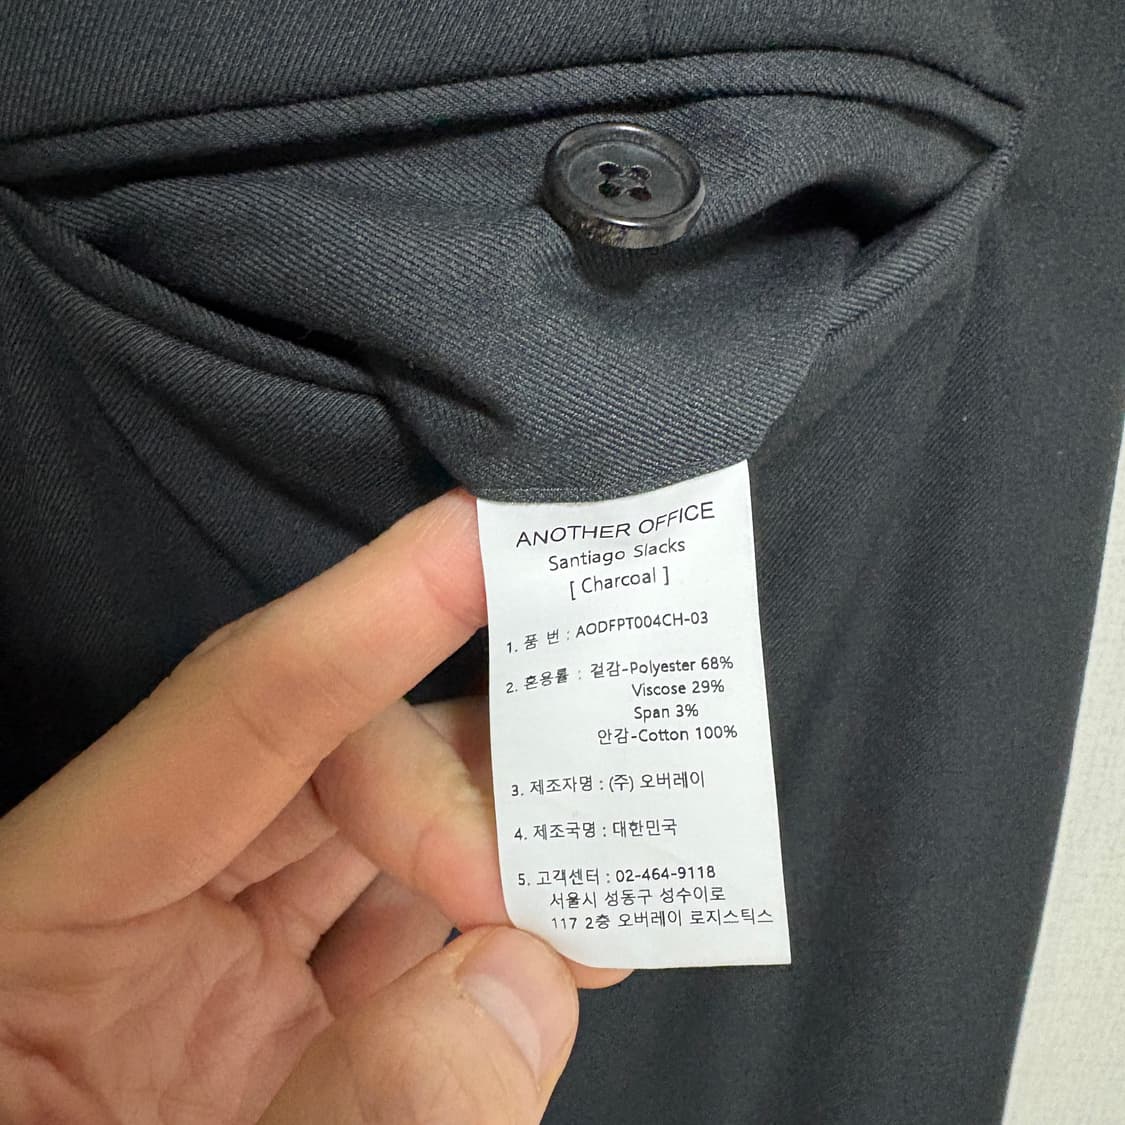 ANOTHER OFFICE
Santiago Slacks
[ Charcoal ]
1. 품 번 : AODFPT004CH-03
2. 혼용률 : 겉감-Polyester 68%
Viscose 29%
Span 3%
안감-Cotton 100%
3. 제조자명 : (주) 오버레이
4. 제조국명 : 대한민국
5. 고객센터 : 02-464-9118
서울시 성동구 성수이로
117 2층 오버레이 로지스틱스